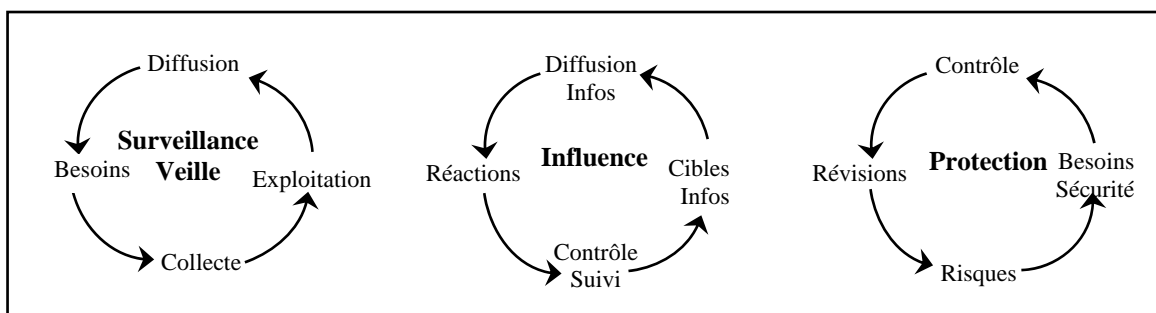 Diffusion
Surveillance
Veille
Besoins
Exploitation
Collecte
Diffusion
Infos
Influence
Réactions
Cibles
Infos
Contrôle
Suivi
Contrôle
Protection
Révisions
Besoins
Sécurité
Risques